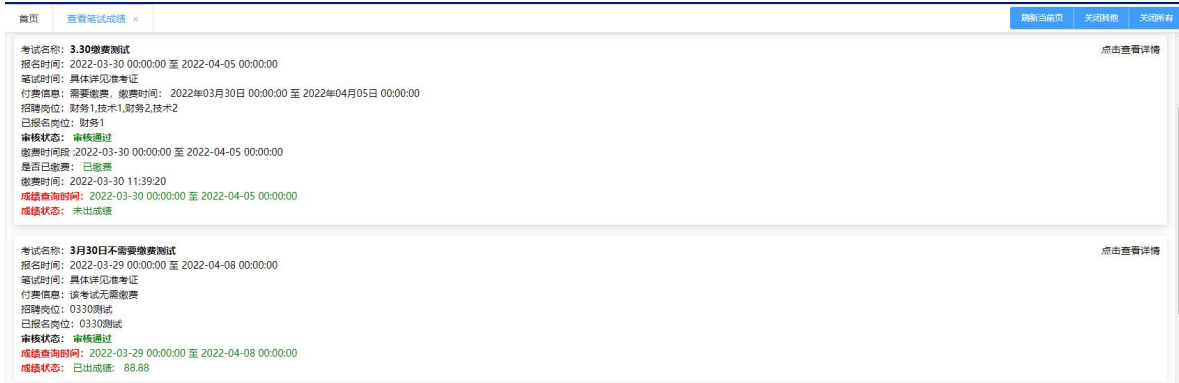 首页
查看笔试成绩 ×
刷新当前页
关闭其他
关闭所有
考试名称：3.30缴费测试
点击查看详情
报名时间：2022-03-30 00:00:00 至 2022-04-05 00:00:00
笔试时间：具体详见准考证
付费信息：需要缴费，缴费时间： 2022年03月30日 00:00:00 至 2022年04月05日 00:00:00
招聘岗位：财务1,技术1,财务2,技术2
已报名岗位：财务1
审核状态： 审核通过
缴费时间段 :2022-03-30 00:00:00 至 2022-04-05 00:00:00
是否已缴费： 已缴费
缴费时间：2022-03-30 11:39:20
成绩查询时间：2022-03-30 00:00:00 至 2022-04-05 00:00:00
成绩状态： 未出成绩
考试名称：3月30日不需要缴费测试
点击查看详情
报名时间：2022-03-29 00:00:00 至 2022-04-08 00:00:00
笔试时间：具体详见准考证
付费信息：该考试无需缴费
招聘岗位：0330测试
已报名岗位：0330测试
审核状态： 审核通过
成绩查询时间：2022-03-29 00:00:00 至 2022-04-08 00:00:00
成绩状态： 已出成绩: 88.88